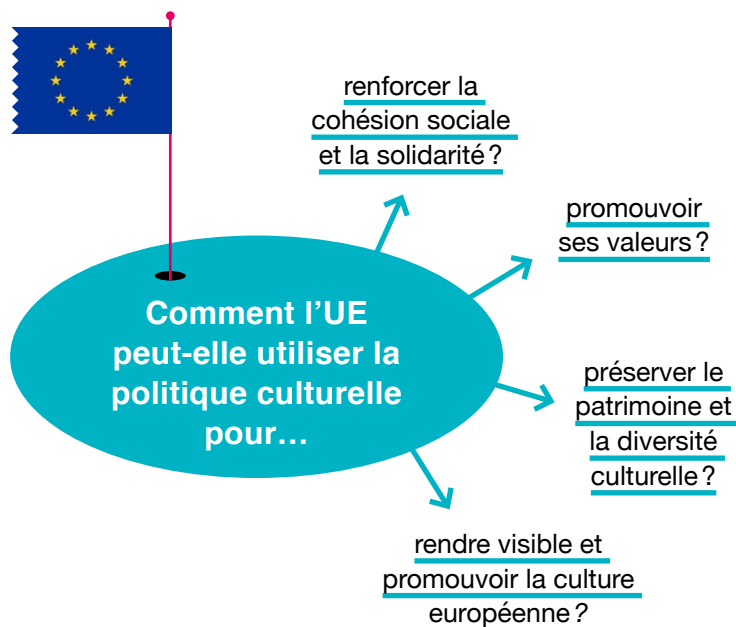 renforcer la
cohésion sociale
et la solidarité ?
promouvoir
ses valeurs ?
Comment l’UE
peut-elle utiliser la
politique culturelle
pour…
préserver le
patrimoine et
la diversité
culturelle ?
rendre visible et
promouvoir la culture
européenne ?